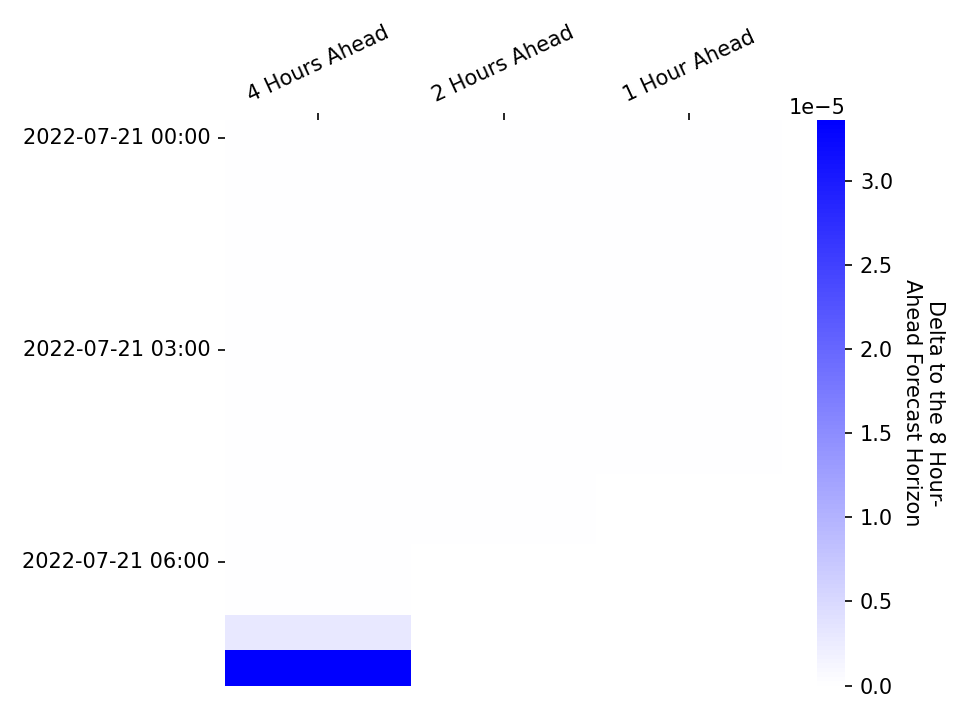 4 Hours Ahead
2 Hours Ahead
1 Hour Ahead
1e−5
2022-07-21 00:00
2022-07-21 03:00
2022-07-21 06:00
3.0
2.5
2.0
1.5
1.0
0.5
0.0
Delta to the 8 Hour-
Ahead Forecast Horizon